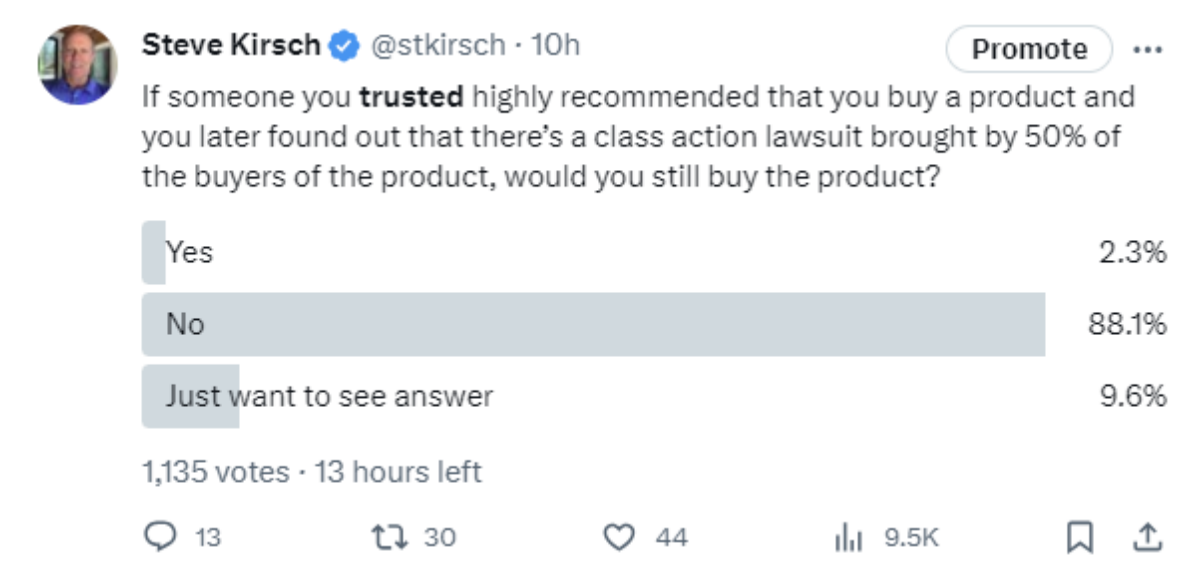 Steve Kirsch @stkirsch · 10h Promote ...
If someone you trusted highly recommended that you buy a product and
you later found out that there’s a class action lawsuit brought by 50% of
the buyers of the product, would you still buy the product?
Yes 2.3%
No 88.1%
Just want to see answer 9.6%
1,135 votes · 13 hours left
13 30 44 9.5K